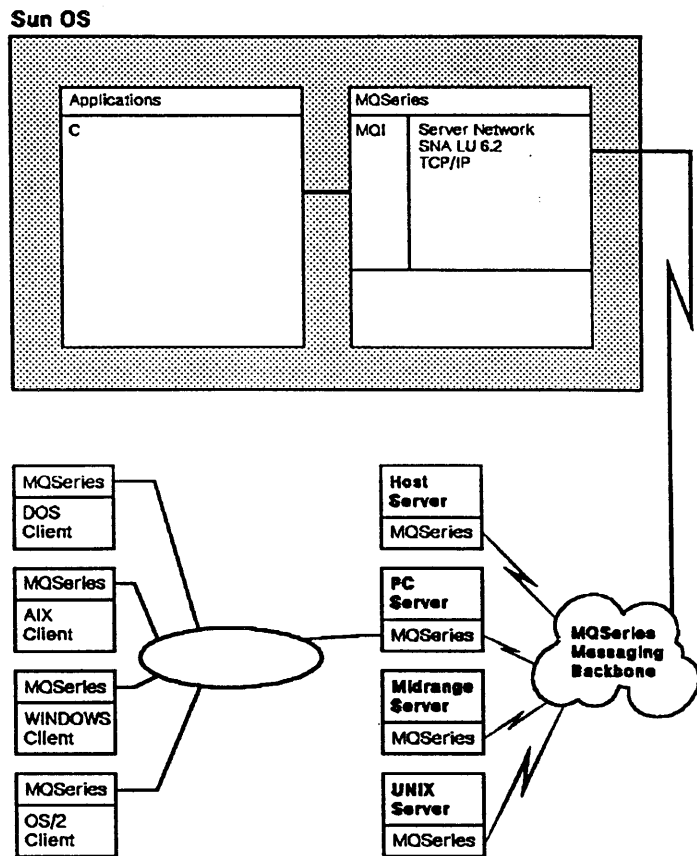 Sun OS
Applications
C
MQSeries
MQI
Server Network
SNA LU 6.2
TCP/IP
MQSeries
DOS
Client
MQSeries
AIX
Client
MQSeries
WINDOWS
Client
MQSeries
OS/2
Client
Host
Server
MQSeries
PC
Server
MQSeries
Midrange
Server
MQSeries
UNIX
Server
MQSeries
MQSeries
Messaging
Backbone